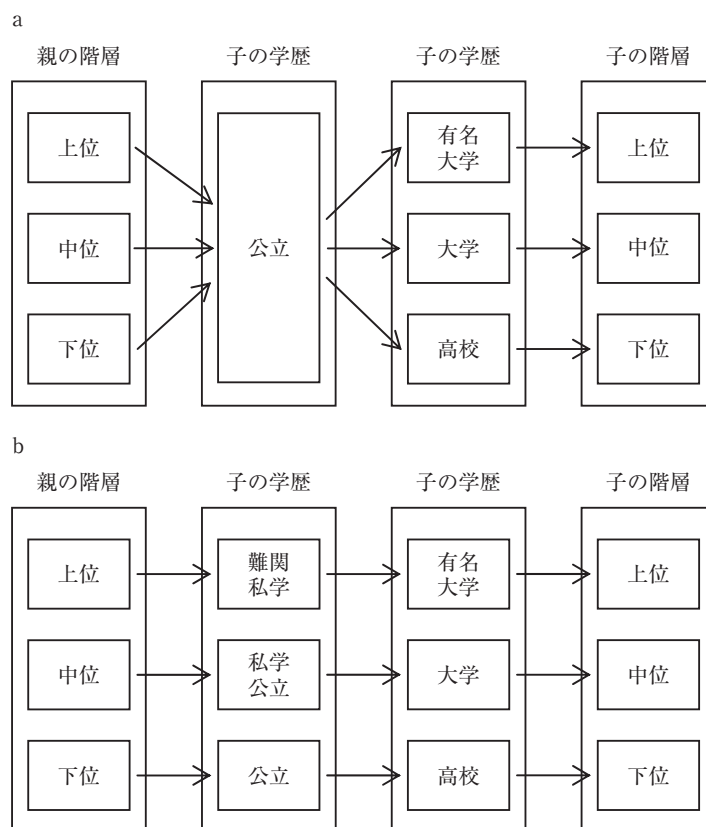 a
親の階層 子の学歴 子の学歴 子の階層
上位
中位
下位
公立
有名
大学
大学
高校
上位
中位
下位
b
親の階層 子の学歴 子の学歴 子の階層
上位
中位
下位
難関
私学
私学
公立
公立
有名
大学
大学
高校
上位
中位
下位